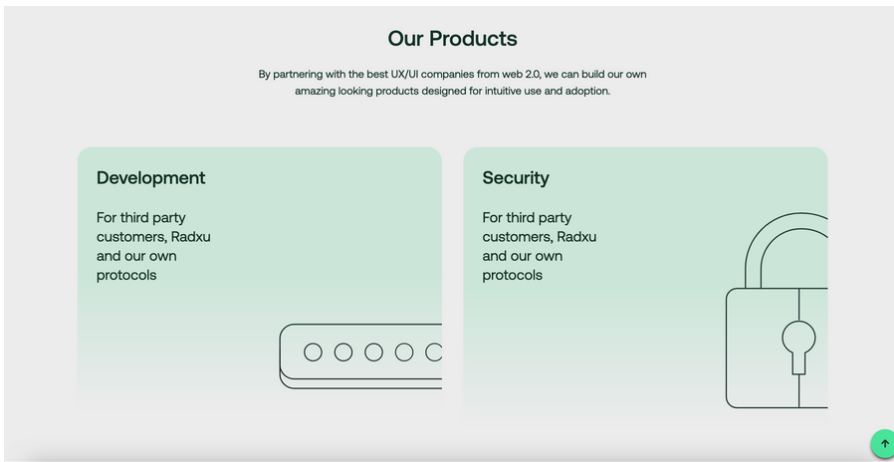 Our Products
By partnering with the best UX/UI companies from web 2.0, we can build our own
amazing looking products designed for intuitive use and adoption.
Development
For third party
customers, Radxu
and our own
protocols
Security
For third party
customers, Radxu
and our own
protocols